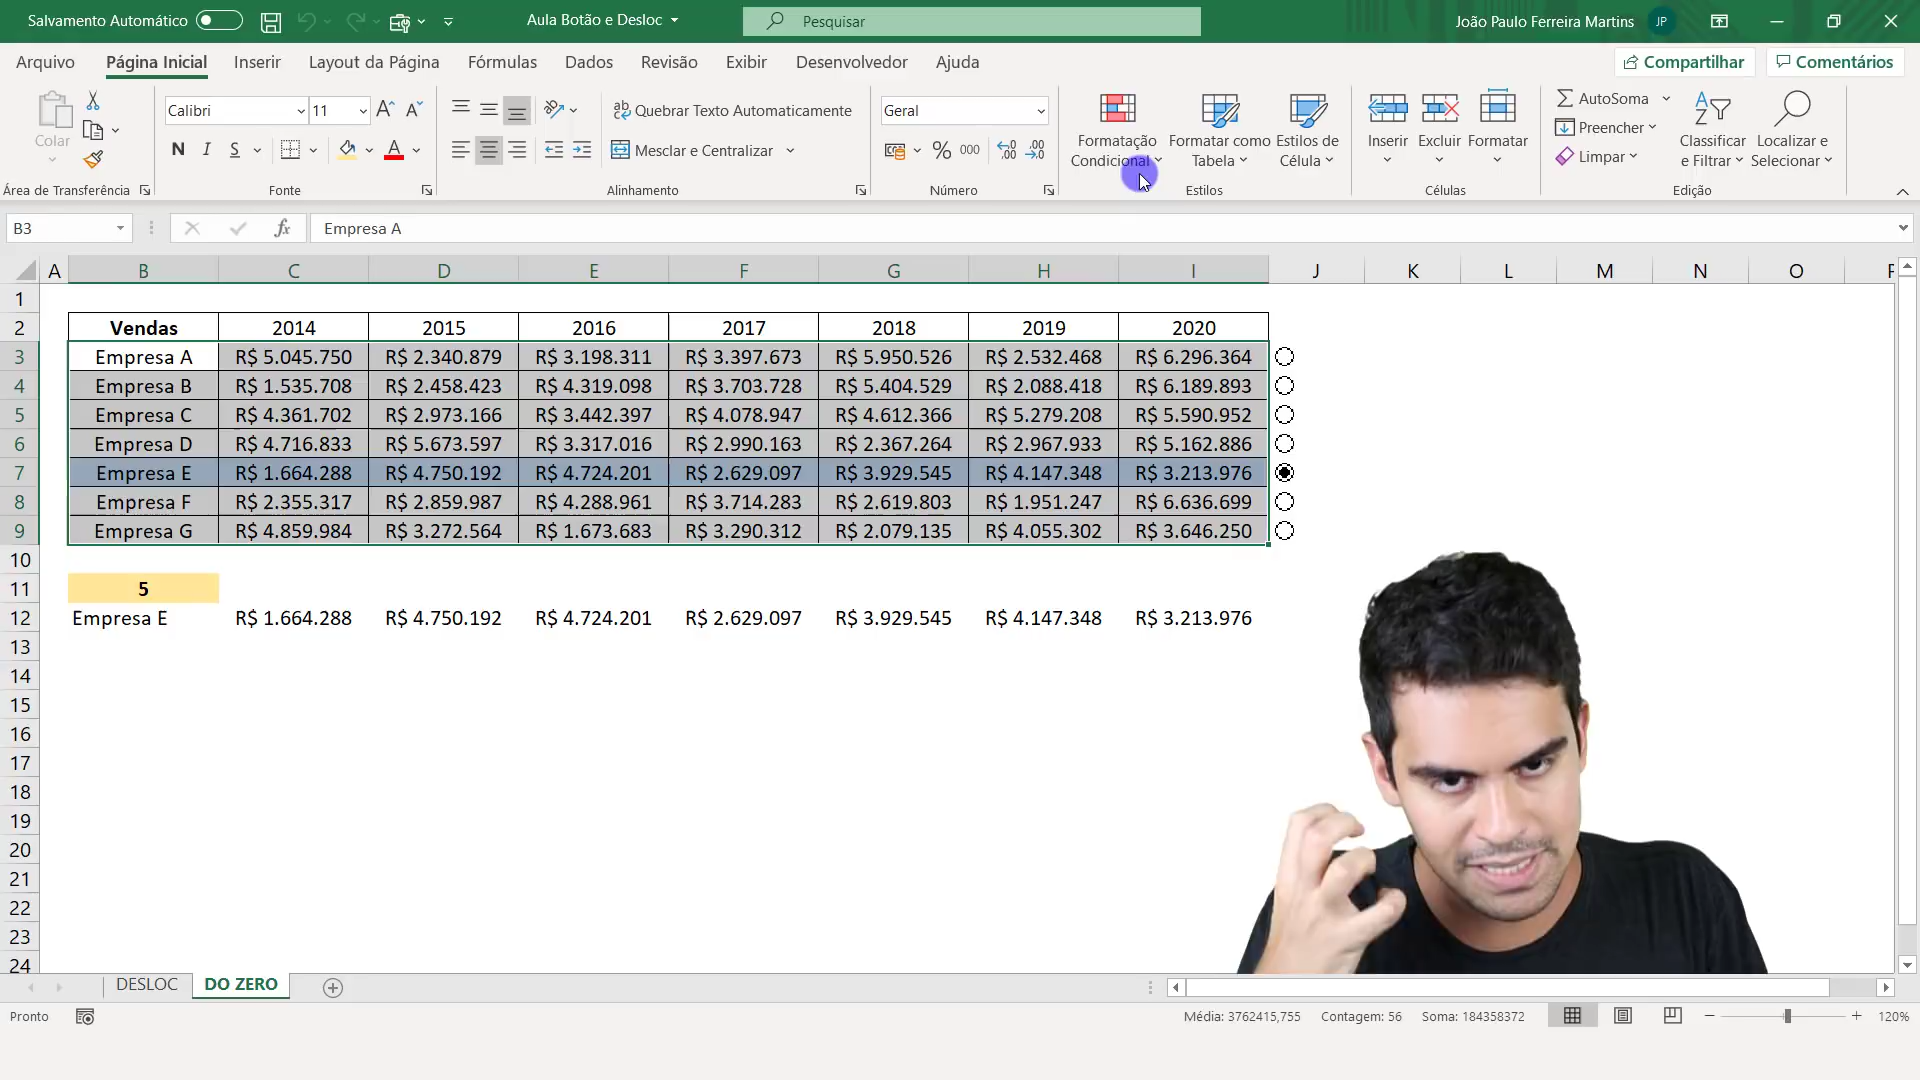 Salvamento Automático
Aula Botão e Desloc
Pesquisar
João Paulo Ferreira Martins
JP
Arquivo
Página Inicial
Inserir
Layout da Página
Fórmulas
Dados
Revisão
Exibir
Desenvolvedor
Ajuda
Compartilhar
Comentários
Colar
Área de Transferência
Calibri
11
N I S
Fonte
Quebrar Texto Automaticamente
Mesclar e Centralizar
Alinhamento
Geral
% 000
Número
Formatação Condicional
Formatar como Tabela
Estilos de Célula
Estilos
Inserir
Excluir
Formatar
Células
AutoSoma
Preencher
Limpar
Classificar e Filtrar
Localizar e Selecionar
Edição
B3
fx
Empresa A
A B C D E F G H I J K L M N O
1
2 Vendas 2014 2015 2016 2017 2018 2019 2020
3 Empresa A R$ 5.045.750 R$ 2.340.879 R$ 3.198.311 R$ 3.397.673 R$ 5.950.526 R$ 2.532.468 R$ 6.296.364
4 Empresa B R$ 1.535.708 R$ 2.458.423 R$ 4.319.098 R$ 3.703.728 R$ 5.404.529 R$ 2.088.418 R$ 6.189.893
5 Empresa C R$ 4.361.702 R$ 2.973.166 R$ 3.442.397 R$ 4.078.947 R$ 4.612.366 R$ 5.279.208 R$ 5.590.952
6 Empresa D R$ 4.716.833 R$ 5.673.597 R$ 3.317.016 R$ 2.990.163 R$ 2.367.264 R$ 2.967.933 R$ 5.162.886
7 Empresa E R$ 1.664.288 R$ 4.750.192 R$ 4.724.201 R$ 2.629.097 R$ 3.929.545 R$ 4.147.348 R$ 3.213.976
8 Empresa F R$ 2.355.317 R$ 2.859.987 R$ 4.288.961 R$ 3.714.283 R$ 2.619.803 R$ 1.951.247 R$ 6.636.699
9 Empresa G R$ 4.859.984 R$ 3.272.564 R$ 1.673.683 R$ 3.290.312 R$ 2.079.135 R$ 4.055.302 R$ 3.646.250
10
11 5
12 Empresa E R$ 1.664.288 R$ 4.750.192 R$ 4.724.201 R$ 2.629.097 R$ 3.929.545 R$ 4.147.348 R$ 3.213.976
13
14
15
16
17
18
19
20
21
22
23
24
DESLOC
DO ZERO
Pronto
Média: 3762415,755
Contagem: 56
Soma: 184358372
120%